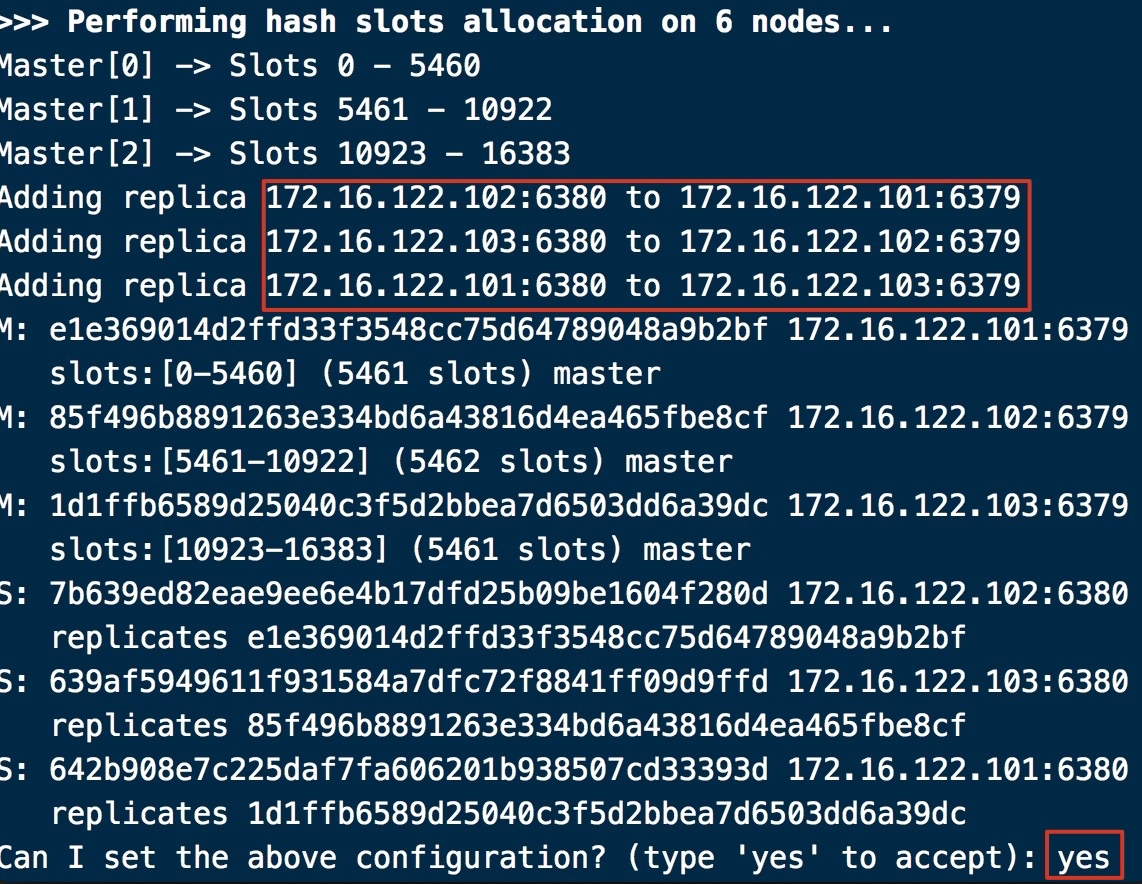 >>> Performing hash slots allocation on 6 nodes...
Master[0] -> Slots 0 - 5460
Master[1] -> Slots 5461 - 10922
Master[2] -> Slots 10923 - 16383
Adding replica 172.16.122.102:6380 to 172.16.122.101:6379
Adding replica 172.16.122.103:6380 to 172.16.122.102:6379
Adding replica 172.16.122.101:6380 to 172.16.122.103:6379
M: e1e369014d2ffd33f3548cc75d64789048a9b2bf 172.16.122.101:6379
   slots:[0-5460] (5461 slots) master
M: 85f496b8891263e334bd6a43816d4ea465fbe8cf 172.16.122.102:6379
   slots:[5461-10922] (5462 slots) master
M: 1d1ffb6589d25040c3f5d2bbea7d6503dd6a39dc 172.16.122.103:6379
   slots:[10923-16383] (5461 slots) master
S: 7b639ed82eae9ee6e4b17dfd25b09be1604f280d 172.16.122.102:6380
   replicates e1e369014d2ffd33f3548cc75d64789048a9b2bf
S: 639af5949611f931584a7dfc72f8841ff09d9ffd 172.16.122.103:6380
   replicates 85f496b8891263e334bd6a43816d4ea465fbe8cf
S: 642b908e7c225daf7fa606201b938507cd33393d 172.16.122.101:6380
   replicates 1d1ffb6589d25040c3f5d2bbea7d6503dd6a39dc
Can I set the above configuration? (type 'yes' to accept): yes